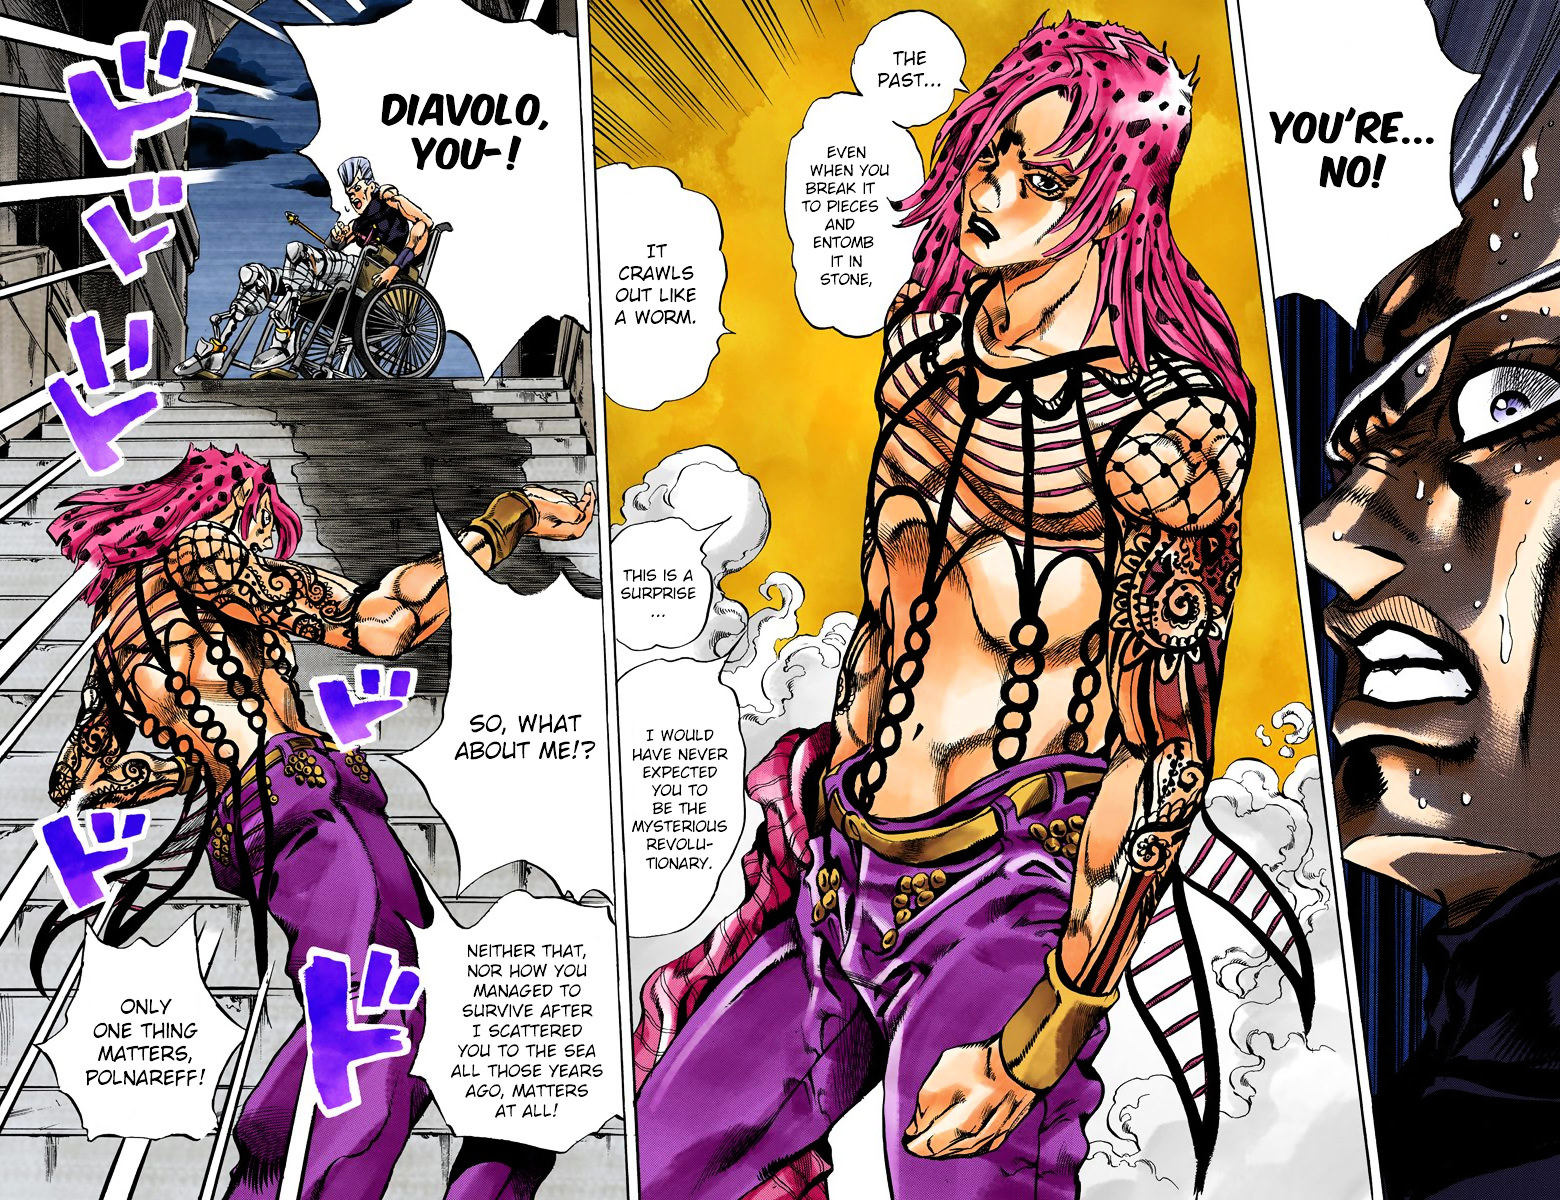 YOU'RE...
NO!
THE
PAST...
EVEN
WHEN YOU
BREAK IT
TO PIECES
AND
ENTOMB
IT IN
STONE,
IT
CRAWLS
OUT LIKE
A WORM.
THIS IS A
SURPRISE
...
I WOULD
HAVE NEVER
EXPECTED
YOU TO
BE THE
MYSTERIOUS
REVOLU-
TIONARY.
DIAVOLO,
YOU-!
SO, WHAT
ABOUT ME!?
NEITHER THAT,
NOR HOW YOU
MANAGED TO
SURVIVE AFTER
I SCATTERED
YOU TO THE SEA
ALL THOSE YEARS
AGO, MATTERS
AT ALL!
ONLY
ONE THING
MATTERS,
POLNAREFF!
ド
ド
ド
ド
ド
ド